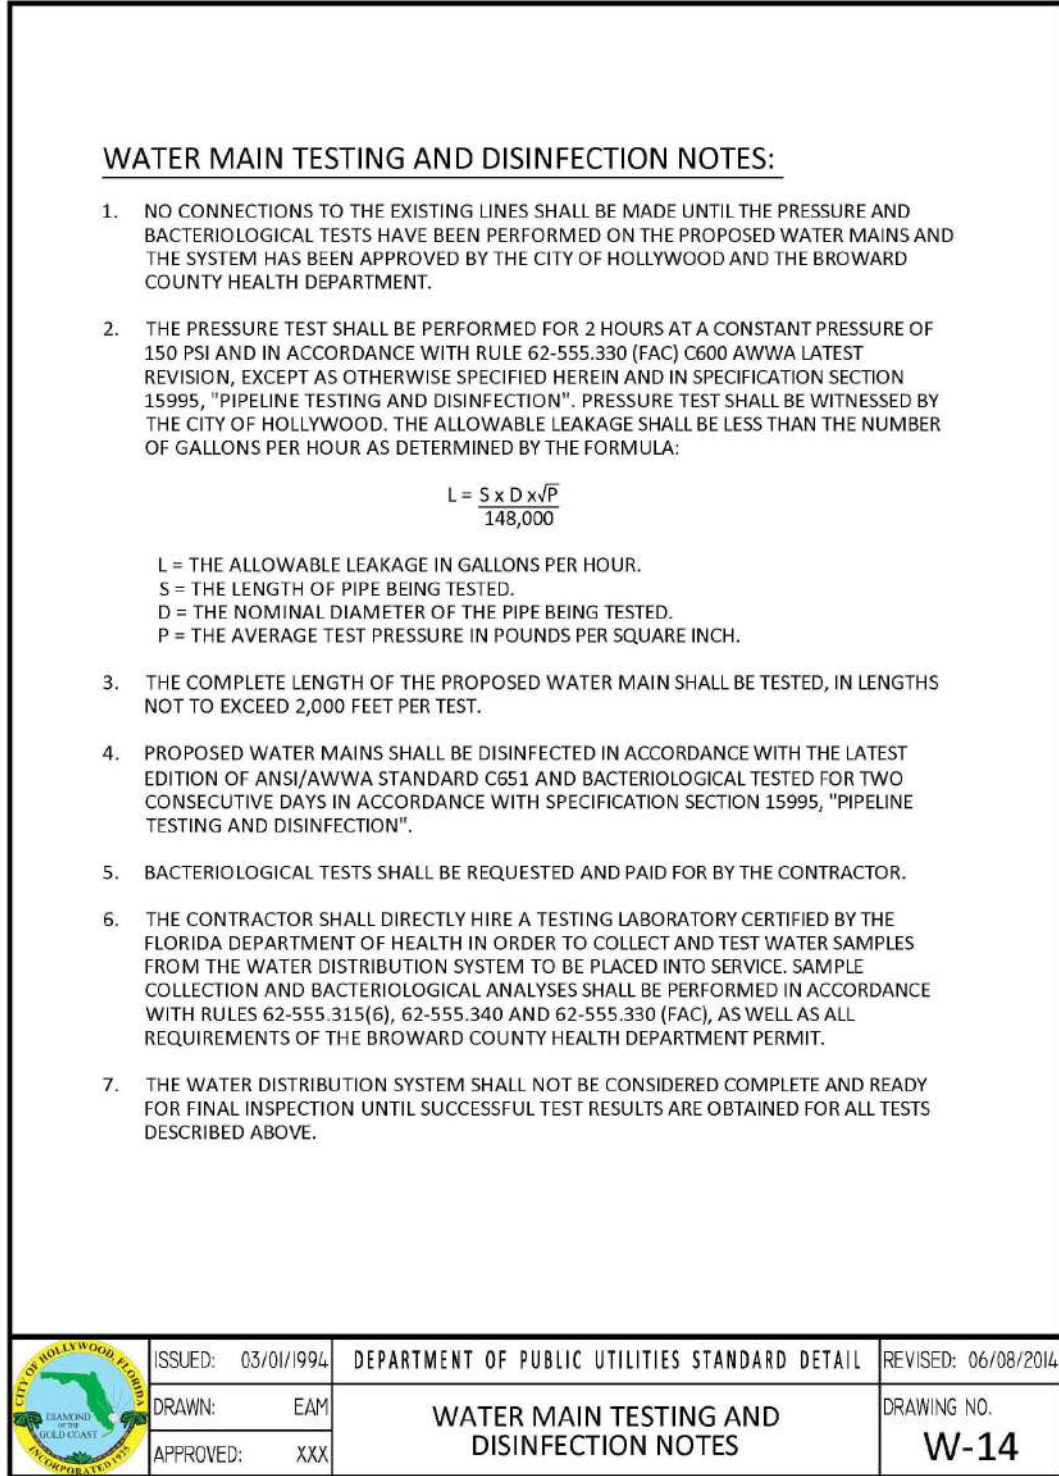 WATER MAIN TESTING AND DISINFECTION NOTES:
1. NO CONNECTIONS TO THE EXISTING LINES SHALL BE MADE UNTIL THE PRESSURE AND
BACTERIOLOGICAL TESTS HAVE BEEN PERFORMED ON THE PROPOSED WATER MAINS AND
THE SYSTEM HAS BEEN APPROVED BY THE CITY OF HOLLYWOOD AND THE BROWARD
COUNTY HEALTH DEPARTMENT.
2. THE PRESSURE TEST SHALL BE PERFORMED FOR 2 HOURS AT A CONSTANT PRESSURE OF
150 PSI AND IN ACCORDANCE WITH RULE 62-555.330 (FAC) C600 AWWA LATEST
REVISION, EXCEPT AS OTHERWISE SPECIFIED HEREIN AND IN SPECIFICATION SECTION
15995, "PIPELINE TESTING AND DISINFECTION". PRESSURE TEST SHALL BE WITNESSED BY
THE CITY OF HOLLYWOOD. THE ALLOWABLE LEAKAGE SHALL BE LESS THAN THE NUMBER
OF GALLONS PER HOUR AS DETERMINED BY THE FORMULA:
L = S x D x√P
148,000
L = THE ALLOWABLE LEAKAGE IN GALLONS PER HOUR.
S = THE LENGTH OF PIPE BEING TESTED.
D = THE NOMINAL DIAMETER OF THE PIPE BEING TESTED.
P = THE AVERAGE TEST PRESSURE IN POUNDS PER SQUARE INCH.
3. THE COMPLETE LENGTH OF THE PROPOSED WATER MAIN SHALL BE TESTED, IN LENGTHS
NOT TO EXCEED 2,000 FEET PER TEST.
4. PROPOSED WATER MAINS SHALL BE DISINFECTED IN ACCORDANCE WITH THE LATEST
EDITION OF ANSI/AWWA STANDARD C651 AND BACTERIOLOGICAL TESTED FOR TWO
CONSECUTIVE DAYS IN ACCORDANCE WITH SPECIFICATION SECTION 15995, "PIPELINE
TESTING AND DISINFECTION".
5. BACTERIOLOGICAL TESTS SHALL BE REQUESTED AND PAID FOR BY THE CONTRACTOR.
6. THE CONTRACTOR SHALL DIRECTLY HIRE A TESTING LABORATORY CERTIFIED BY THE
FLORIDA DEPARTMENT OF HEALTH IN ORDER TO COLLECT AND TEST WATER SAMPLES
FROM THE WATER DISTRIBUTION SYSTEM TO BE PLACED INTO SERVICE. SAMPLE
COLLECTION AND BACTERIOLOGICAL ANALYSES SHALL BE PERFORMED IN ACCORDANCE
WITH RULES 62-555.315(6), 62-555.340 AND 62-555.330 (FAC), AS WELL AS ALL
REQUIREMENTS OF THE BROWARD COUNTY HEALTH DEPARTMENT PERMIT.
7. THE WATER DISTRIBUTION SYSTEM SHALL NOT BE CONSIDERED COMPLETE AND READY
FOR FINAL INSPECTION UNTIL SUCCESSFUL TEST RESULTS ARE OBTAINED FOR ALL TESTS
DESCRIBED ABOVE.
CITY OF HOLLYWOOD, FLORIDA
DIAMOND
OF THE
GOLD COAST
INCORPORATED 1925
ISSUED: 03/01/1994
DRAWN: EAM
APPROVED: XXX
DEPARTMENT OF PUBLIC UTILITIES STANDARD DETAIL
WATER MAIN TESTING AND
DISINFECTION NOTES
REVISED: 06/08/2014
DRAWING NO.
W-14